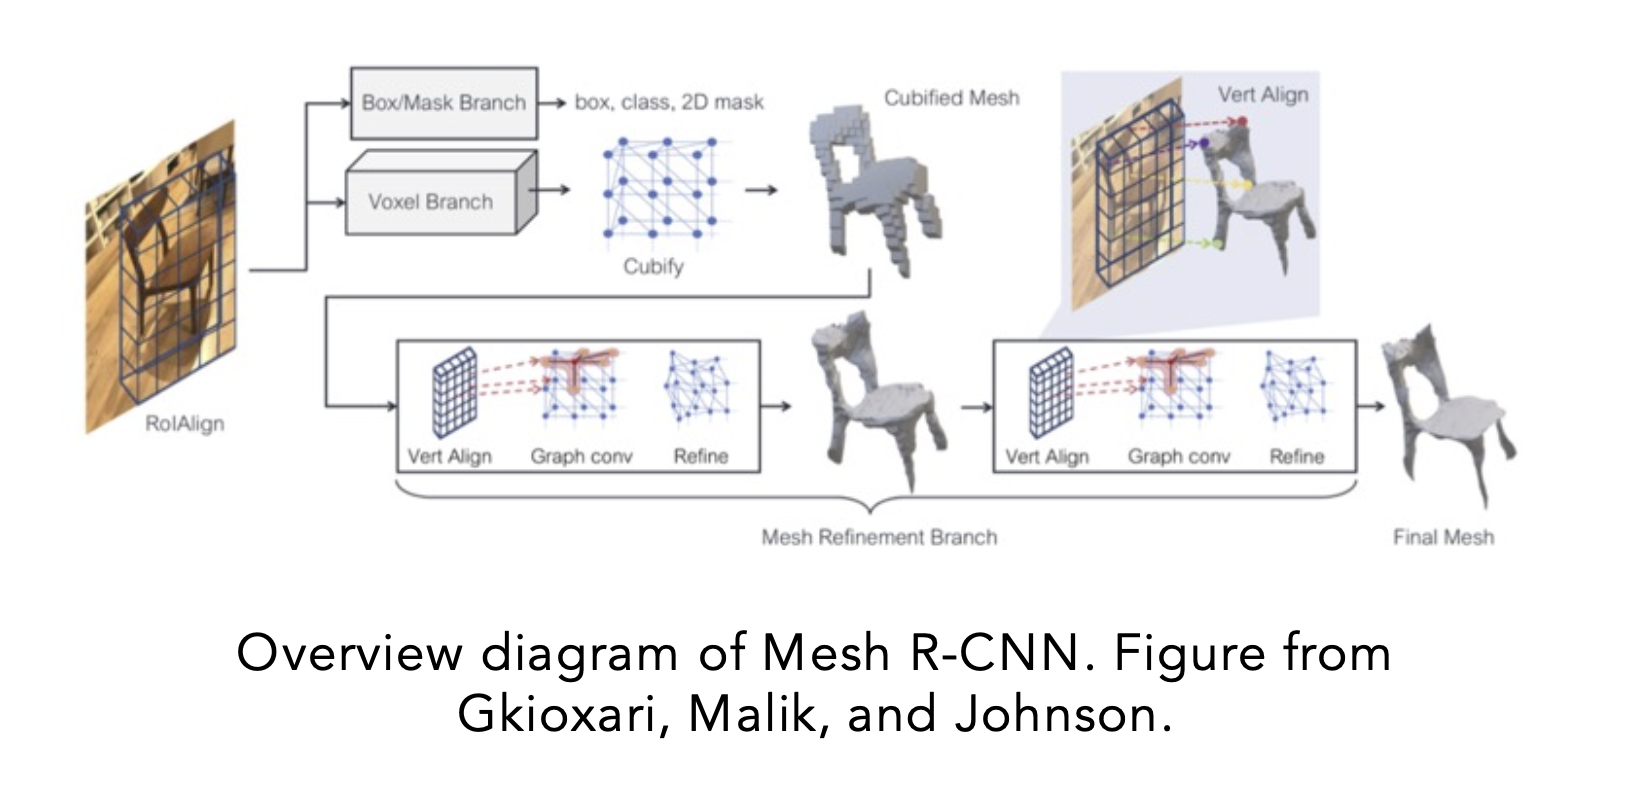 Box/Mask Branch
box, class, 2D mask
Cubified Mesh
Vert Align
Voxel Branch
Cubify
RoIAlign
Vert Align
Graph conv
Refine
Vert Align
Graph conv
Refine
Mesh Refinement Branch
Final Mesh
Overview diagram of Mesh R-CNN. Figure from
Gkioxari, Malik, and Johnson.